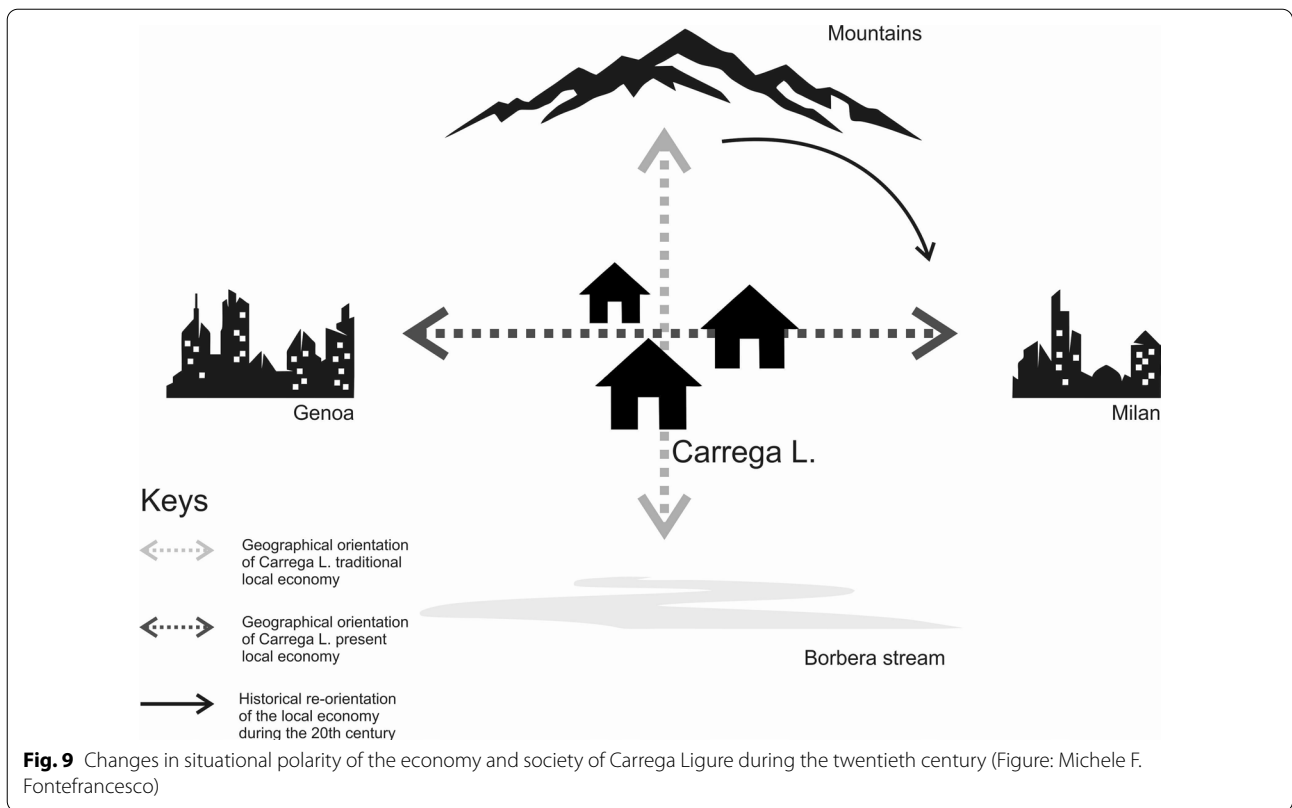 Mountains
Genoa
Milan
Carrega L.
Keys
Geographical orientation
of Carrega L. traditional
local economy
Geographical orientation
of Carrega L. present
local economy
Borbera stream
Historical re-orientation
of the local economy
during the 20th century
Fig. 9 Changes in situational polarity of the economy and society of Carrega Ligure during the twentieth century (Figure: Michele F.
Fontefrancesco)